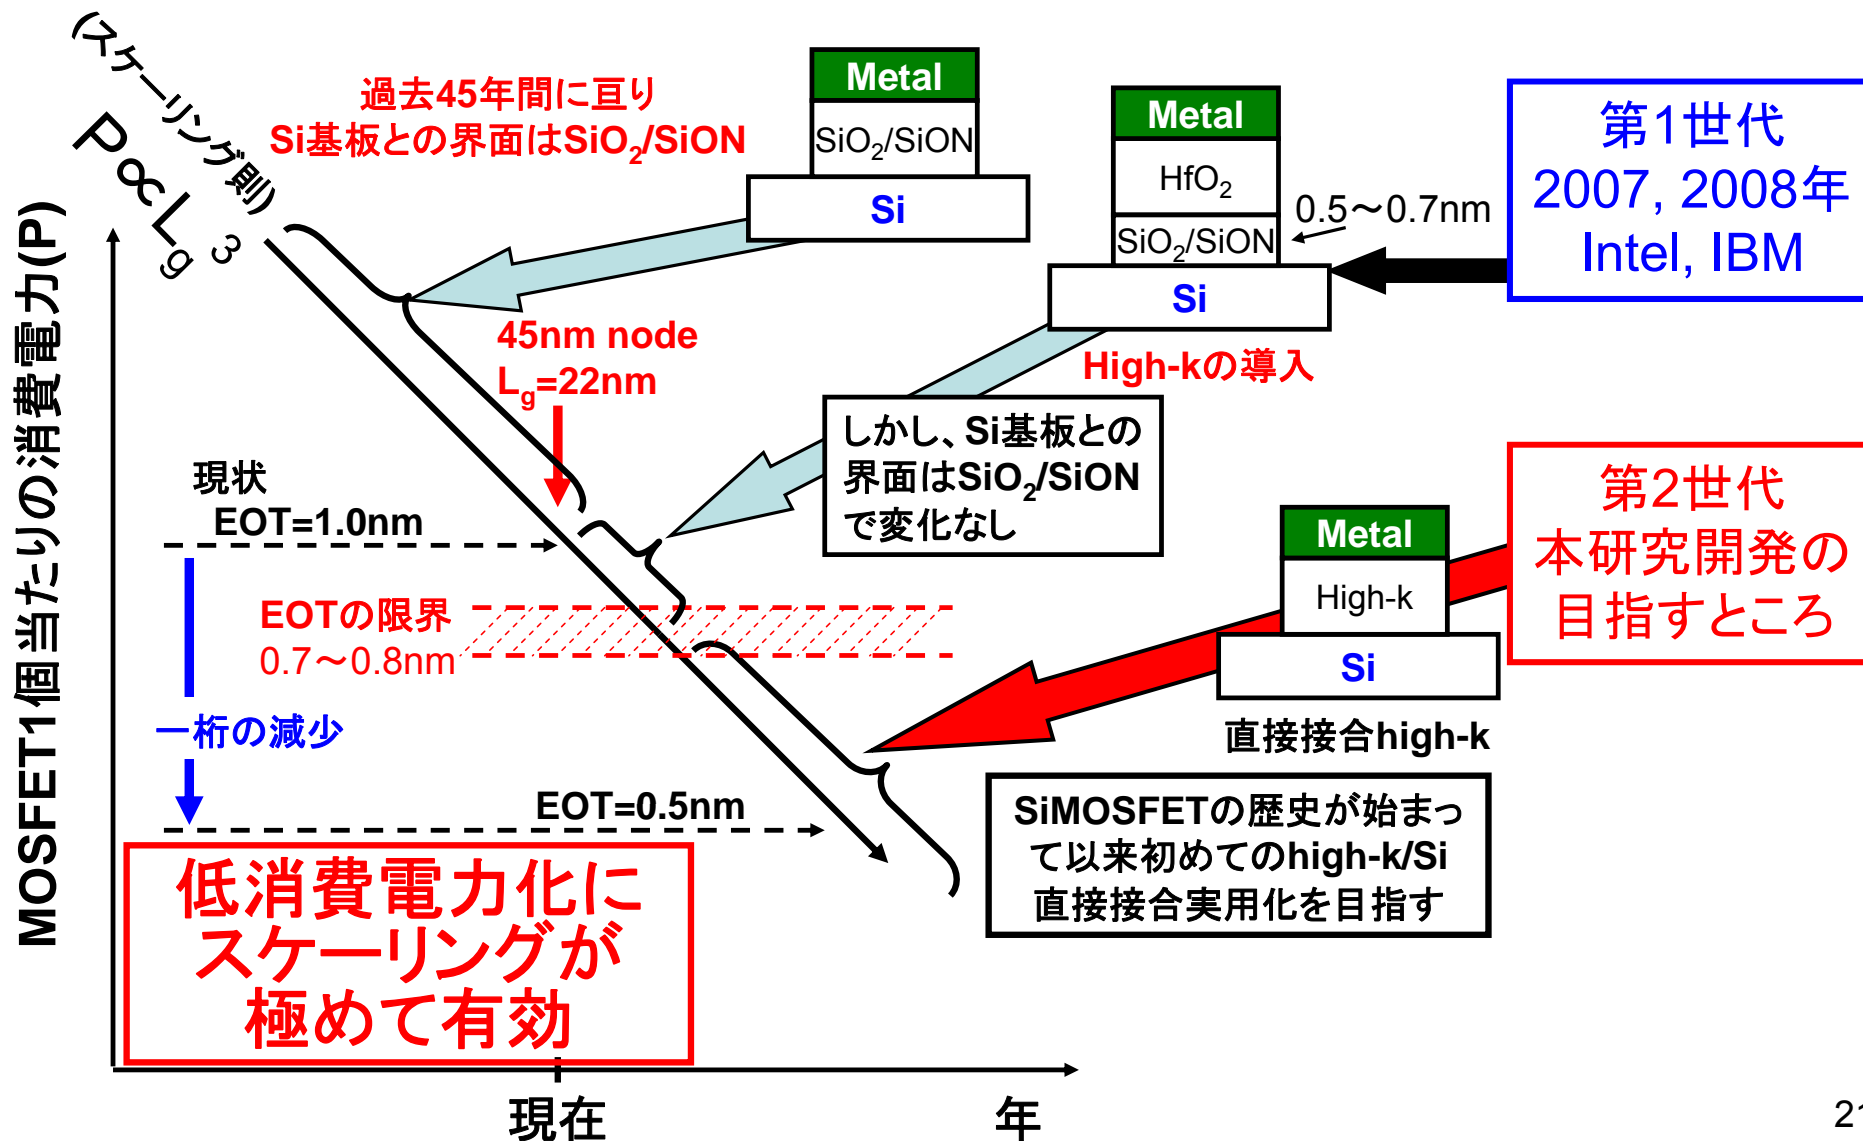 (スケーリング則)
P∝Lg3
MOSFET1個当たりの消費電力(P)
過去45年間に亘り
Si基板との界面はSiO2/SiON
Metal
SiO2/SiON
Si
Metal
HfO2
SiO2/SiON
Si
0.5～0.7nm
第1世代
2007, 2008年
Intel, IBM
45nm node
Lg=22nm
High-kの導入
しかし、Si基板との
界面はSiO2/SiON
で変化なし
現状
EOT=1.0nm
EOTの限界
0.7～0.8nm
一桁の減少
EOT=0.5nm
第2世代
本研究開発の
目指すところ
Metal
High-k
Si
直接接合high-k
SiMOSFETの歴史が始まっ
て以来初めてのhigh-k/Si
直接接合実用化を目指す
低消費電力化に
スケーリングが
極めて有効
現在
年
21